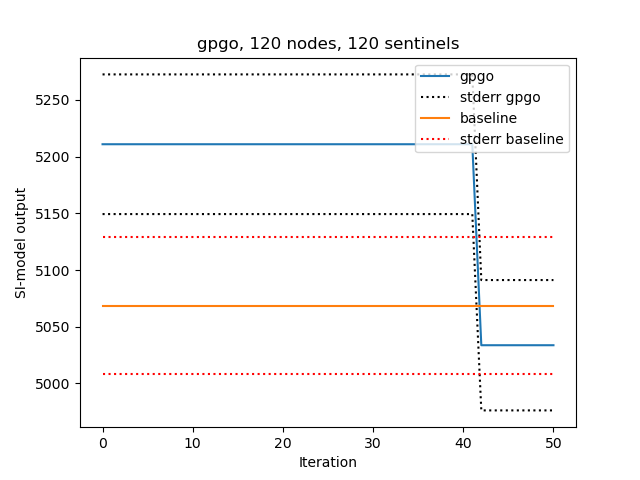 gpgo, 120 nodes, 120 sentinels
gpgo
stderr gpgo
baseline
stderr baseline
SI-model output
5250
5200
5150
5100
5050
5000
0 10 20 30 40 50
Iteration